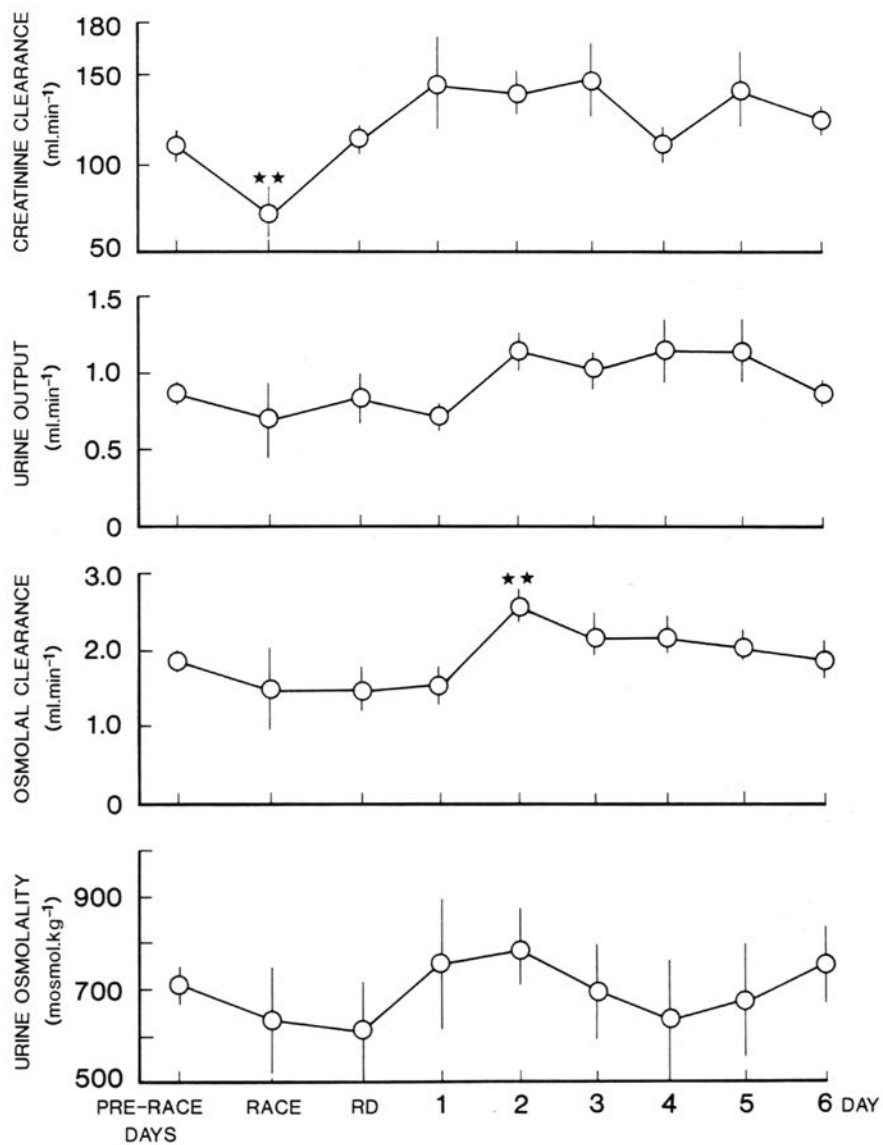 CREATININE CLEARANCE
(ml.min⁻¹)
180
150
100
50
★★
URINE OUTPUT
(ml.min⁻¹)
1.5
1.0
0.5
0
OSMOLAL CLEARANCE
(ml.min⁻¹)
3.0
2.0
1.0
0
★★
URINE OSMOLALITY
(mosmol.kg⁻¹)
900
700
500
PRE-RACE DAYS RACE RD 1 2 3 4 5 6 DAY